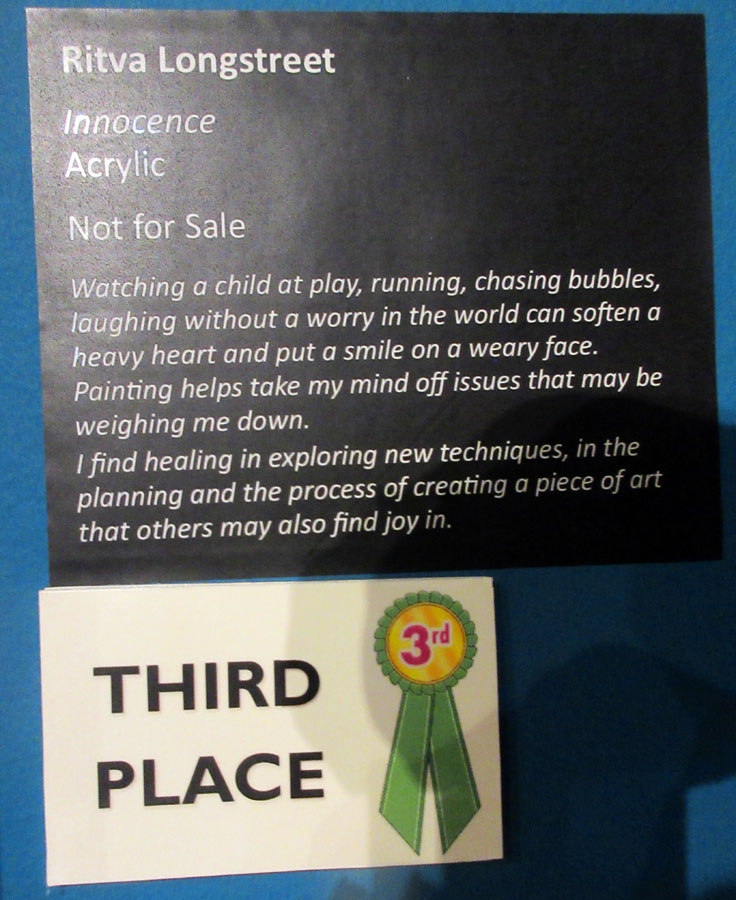 Ritva Longstreet
Innocence
Acrylic
Not for Sale
Watching a child at play, running, chasing bubbles,
laughing without a worry in the world can soften a
heavy heart and put a smile on a weary face.
Painting helps take my mind off issues that may be
weighing me down.
I find healing in exploring new techniques, in the
planning and the process of creating a piece of art
that others may also find joy in.
3rd
THIRD
PLACE